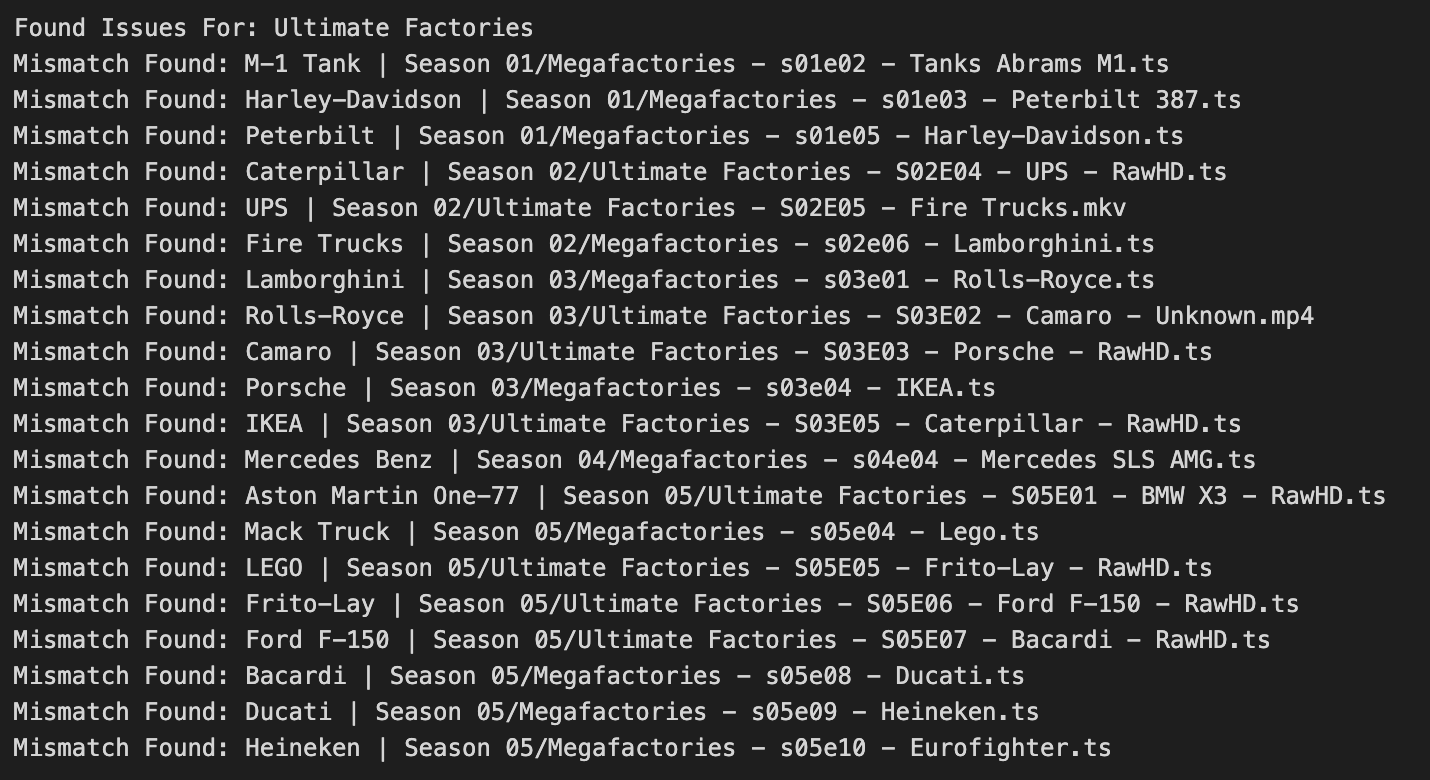 Found Issues For: Ultimate Factories
Mismatch Found: M-1 Tank | Season 01/Megafactories - s01e02 - Tanks Abrams M1.ts
Mismatch Found: Harley-Davidson | Season 01/Megafactories - s01e03 - Peterbilt 387.ts
Mismatch Found: Peterbilt | Season 01/Megafactories - s01e05 - Harley-Davidson.ts
Mismatch Found: Caterpillar | Season 02/Ultimate Factories - S02E04 - UPS - RawHD.ts
Mismatch Found: UPS | Season 02/Ultimate Factories - S02E05 - Fire Trucks.mkv
Mismatch Found: Fire Trucks | Season 02/Megafactories - s02e06 - Lamborghini.ts
Mismatch Found: Lamborghini | Season 03/Megafactories - s03e01 - Rolls-Royce.ts
Mismatch Found: Rolls-Royce | Season 03/Ultimate Factories - S03E02 - Camaro - Unknown.mp4
Mismatch Found: Camaro | Season 03/Ultimate Factories - S03E03 - Porsche - RawHD.ts
Mismatch Found: Porsche | Season 03/Megafactories - s03e04 - IKEA.ts
Mismatch Found: IKEA | Season 03/Ultimate Factories - S03E05 - Caterpillar - RawHD.ts
Mismatch Found: Mercedes Benz | Season 04/Megafactories - s04e04 - Mercedes SLS AMG.ts
Mismatch Found: Aston Martin One-77 | Season 05/Ultimate Factories - S05E01 - BMW X3 - RawHD.ts
Mismatch Found: Mack Truck | Season 05/Megafactories - s05e04 - Lego.ts
Mismatch Found: LEGO | Season 05/Ultimate Factories - S05E05 - Frito-Lay - RawHD.ts
Mismatch Found: Frito-Lay | Season 05/Ultimate Factories - S05E06 - Ford F-150 - RawHD.ts
Mismatch Found: Ford F-150 | Season 05/Ultimate Factories - S05E07 - Bacardi - RawHD.ts
Mismatch Found: Bacardi | Season 05/Megafactories - s05e08 - Ducati.ts
Mismatch Found: Ducati | Season 05/Megafactories - s05e09 - Heineken.ts
Mismatch Found: Heineken | Season 05/Megafactories - s05e10 - Eurofighter.ts